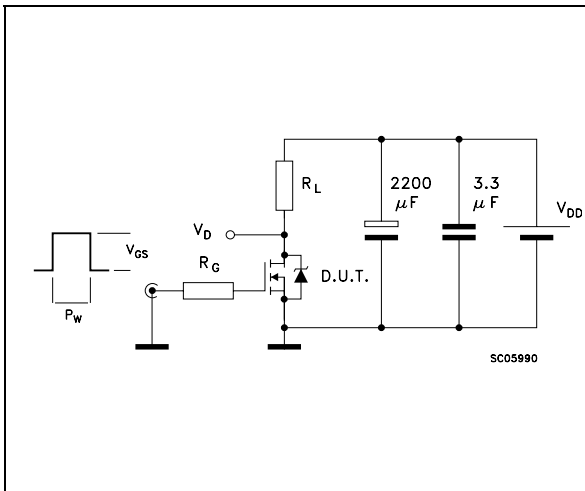 R_L
2200
µF
3.3
µF
V_DD
V_D
V_GS
R_G
D.U.T.
P_W
SC05990